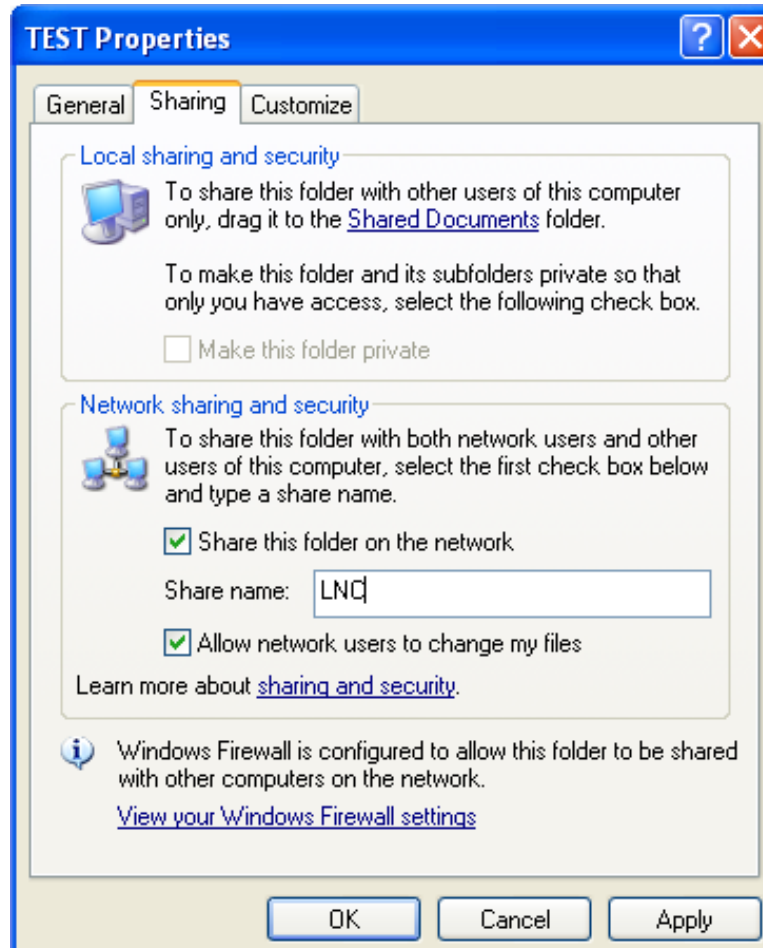 TEST Properties
General Sharing Customize
Local sharing and security
To share this folder with other users of this computer
only, drag it to the Shared Documents folder.
To make this folder and its subfolders private so that
only you have access, select the following check box.
Make this folder private
Network sharing and security
To share this folder with both network users and other
users of this computer, select the first check box below
and type a share name.
Share this folder on the network
Share name: LNC
Allow network users to change my files
Learn more about sharing and security.
Windows Firewall is configured to allow this folder to be shared
with other computers on the network.
View your Windows Firewall settings
OK Cancel Apply